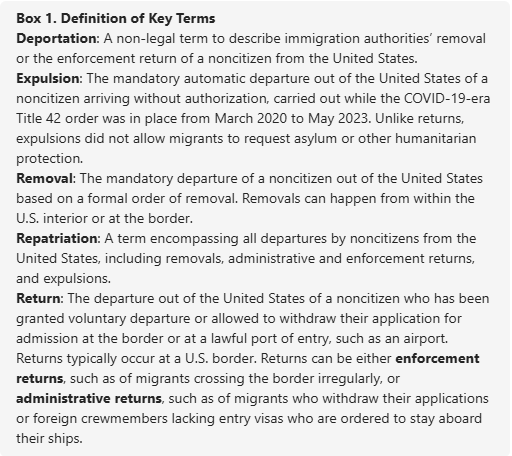 Box 1. Definition of Key Terms
Deportation: A non-legal term to describe immigration authorities’ removal
or the enforcement return of a noncitizen from the United States.
Expulsion: The mandatory automatic departure out of the United States of a
noncitizen arriving without authorization, carried out while the COVID-19-era
Title 42 order was in place from March 2020 to May 2023. Unlike returns,
expulsions did not allow migrants to request asylum or other humanitarian
protection.
Removal: The mandatory departure of a noncitizen out of the United States
based on a formal order of removal. Removals can happen from within the
U.S. interior or at the border.
Repatriation: A term encompassing all departures by noncitizens from the
United States, including removals, administrative and enforcement returns,
and expulsions.
Return: The departure out of the United States of a noncitizen who has been
granted voluntary departure or allowed to withdraw their application for
admission at the border or at a lawful port of entry, such as an airport.
Returns typically occur at a U.S. border. Returns can be either enforcement
returns, such as of migrants crossing the border irregularly, or
administrative returns, such as of migrants who withdraw their applications
or foreign crewmembers lacking entry visas who are ordered to stay aboard
their ships.